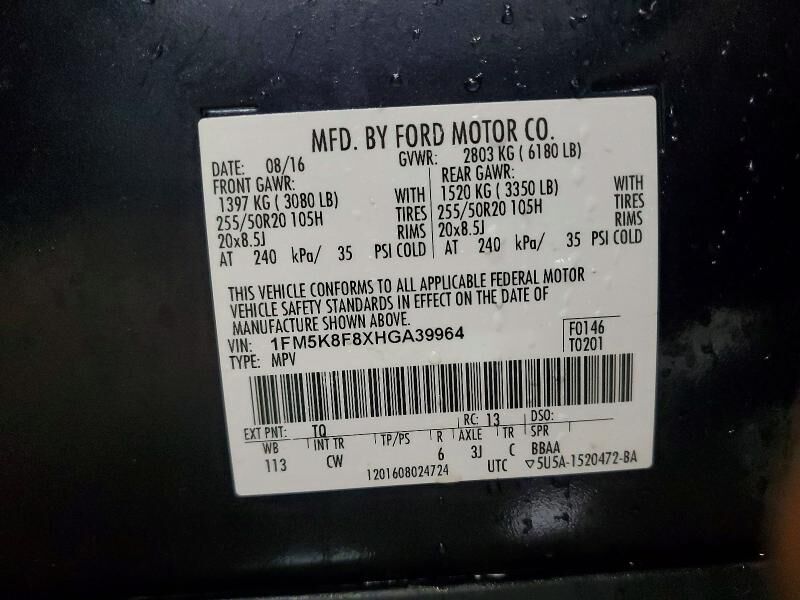 MFD. BY FORD MOTOR CO.
DATE: 08/16 GVWR: 2803 KG ( 6180 LB)
FRONT GAWR: REAR GAWR:
1397 KG ( 3080 LB) WITH 1520 KG ( 3350 LB) WITH
255/50R20 105H TIRES 255/50R20 105H TIRES
20x8.5J RIMS 20x8.5J RIMS
AT 240 kPa/ 35 PSI COLD AT 240 kPa/ 35 PSI COLD
THIS VEHICLE CONFORMS TO ALL APPLICABLE FEDERAL MOTOR
VEHICLE SAFETY STANDARDS IN EFFECT ON THE DATE OF
MANUFACTURE SHOWN ABOVE.
VIN: 1FM5K8F8XHGA39964 F0146
TYPE: MPV T0201
EXT PNT: TQ RC: 13 DSO:
WB INT TR TP/PS R AXLE TR SPR
113 CW 6 3J C BBAA
1201608024724 UTC ▽5U5A-1520472-BA